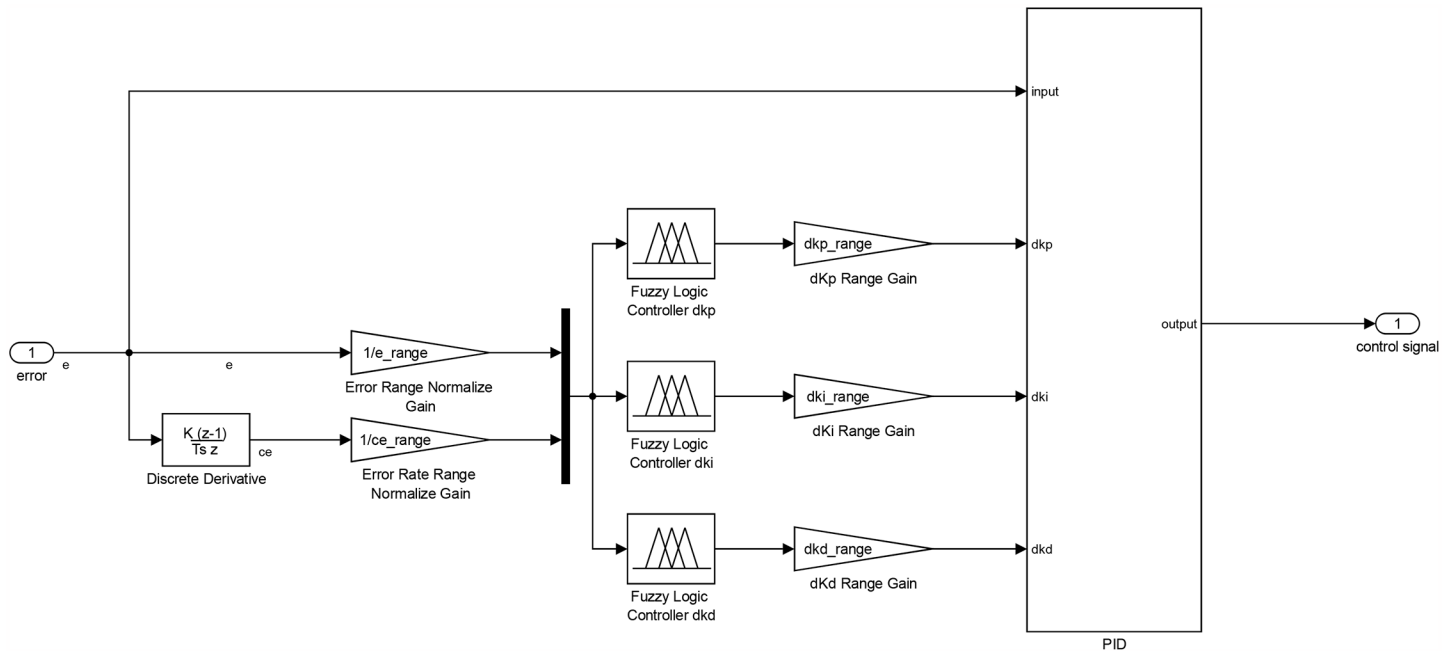 input
Fuzzy Logic
Controller dkp
dkp_range
dKp Range Gain
dkp
1
error
e
e
1/e_range
Error Range Normalize
Gain
K (z-1)
Ts z
Discrete Derivative
ce
1/ce_range
Error Rate Range
Normalize Gain
Fuzzy Logic
Controller dki
dki_range
dKi Range Gain
dki
Fuzzy Logic
Controller dkd
dkd_range
dKd Range Gain
dkd
output
PID
1
control signal